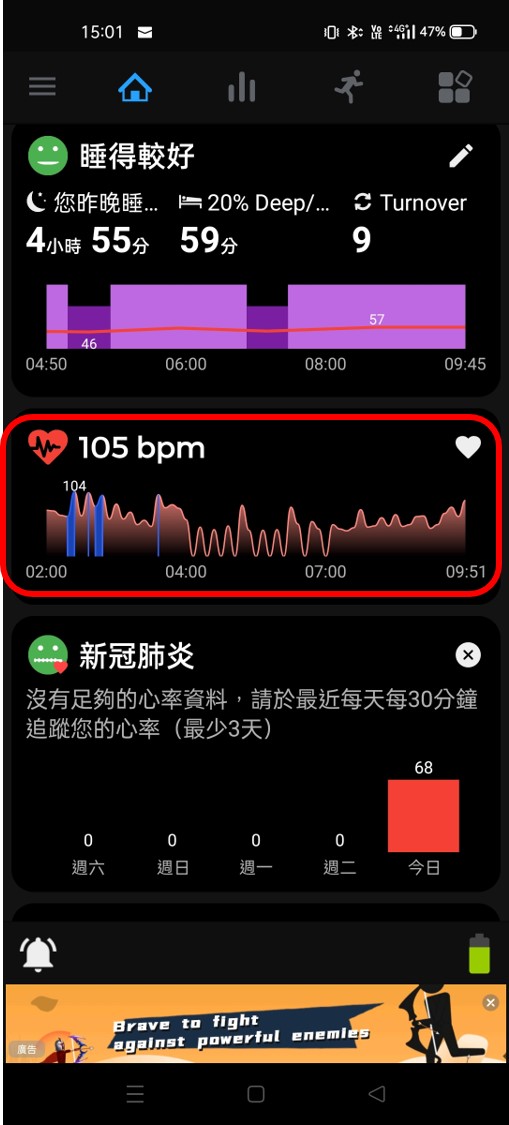 15:01
Vo LTE 4G+ 47%
睡得較好
您昨晚睡... 20% Deep/... Turnover
4小時 55分 59分 9
57
46
04:50 06:00 08:00 09:45
105 bpm
104
02:00 04:00 07:00 09:51
新冠肺炎
沒有足夠的心率資料，請於最近每天每30分鐘
追蹤您的心率（最少3天）
68
0 0 0 0
週六 週日 週一 週二 今日
Brave to fight
against powerful enemies
廣告